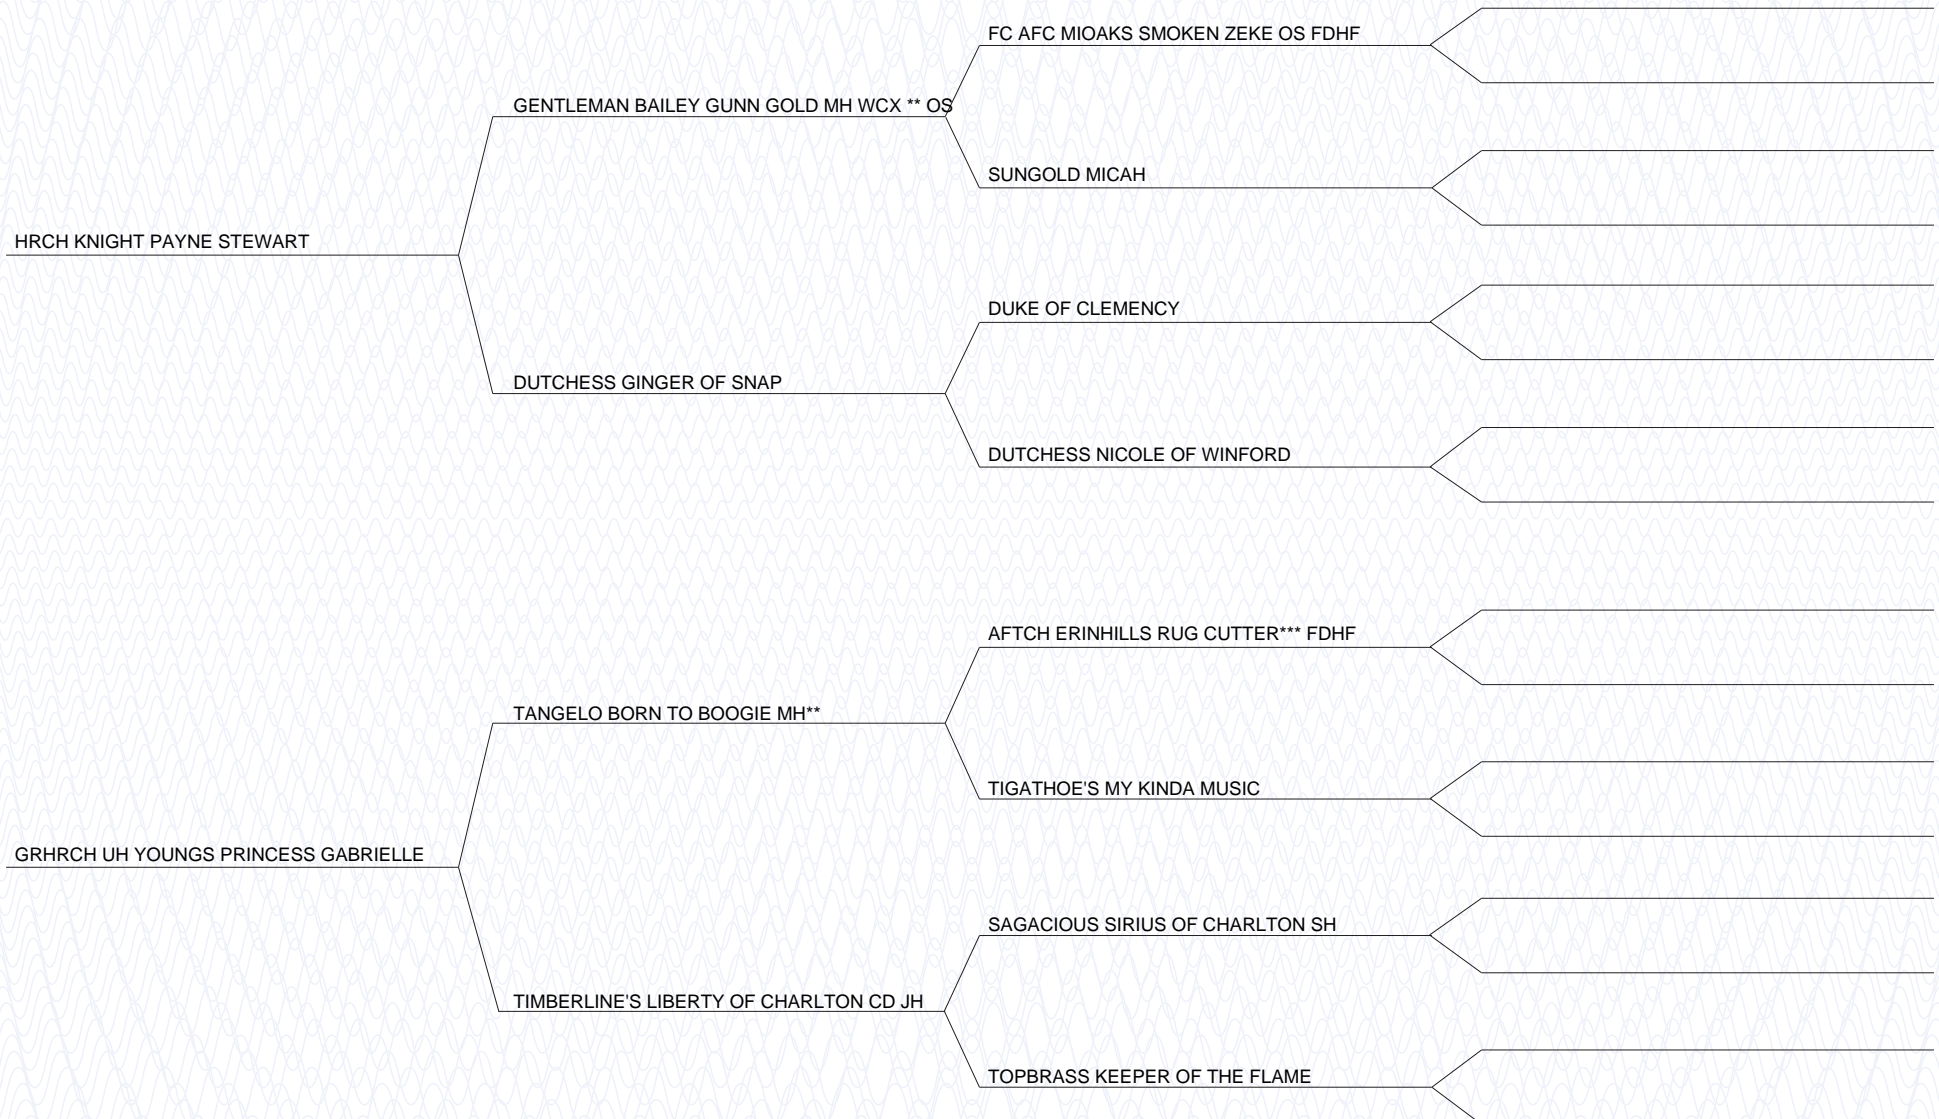 FC AFC MIOAKS SMOKEN ZEKE OS FDHF
GENTLEMAN BAILEY GUNN GOLD MH WCX ** OS
SUNGOLD MICAH
HRCH KNIGHT PAYNE STEWART
DUKE OF CLEMENCY
DUTCHESS GINGER OF SNAP
DUTCHESS NICOLE OF WINFORD
AFTCH ERINHILLS RUG CUTTER*** FDHF
TANGELO BORN TO BOOGIE MH**
TIGATHOE'S MY KINDA MUSIC
GRHRCH UH YOUNGS PRINCESS GABRIELLE
SAGACIOUS SIRIUS OF CHARLTON SH
TIMBERLINE'S LIBERTY OF CHARLTON CD JH
TOPBRASS KEEPER OF THE FLAME